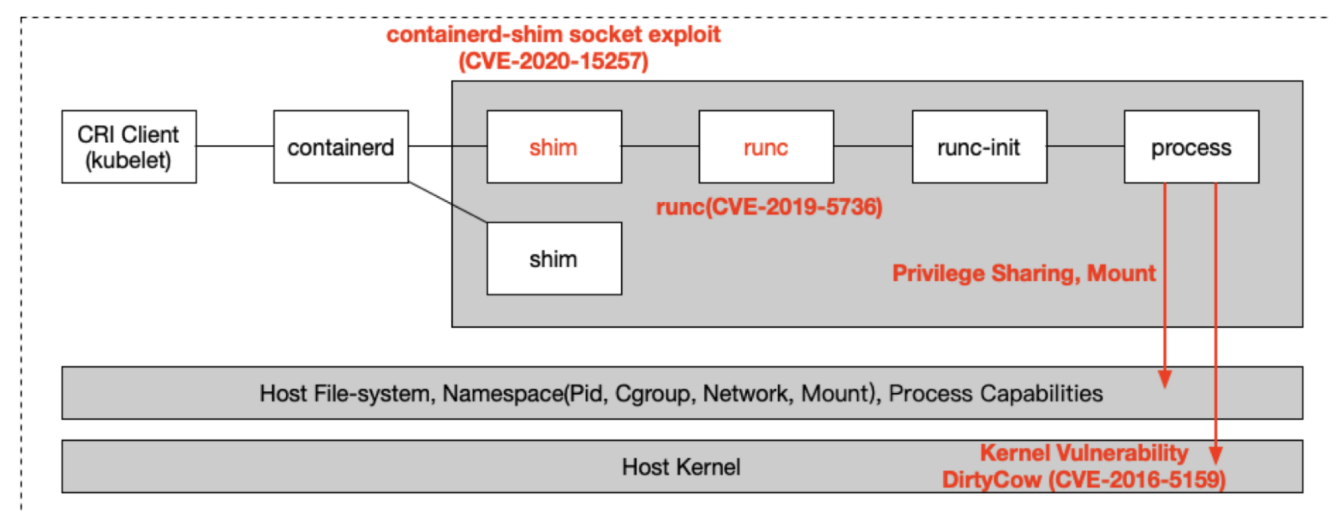 containerd-shim socket exploit
(CVE-2020-15257)
CRI Client
(kubelet)
containerd
shim
runc
runc-init
process
runc(CVE-2019-5736)
shim
Privilege Sharing, Mount
Host File-system, Namespace(Pid, Cgroup, Network, Mount), Process Capabilities
Host Kernel
Kernel Vulnerability
DirtyCow (CVE-2016-5159)